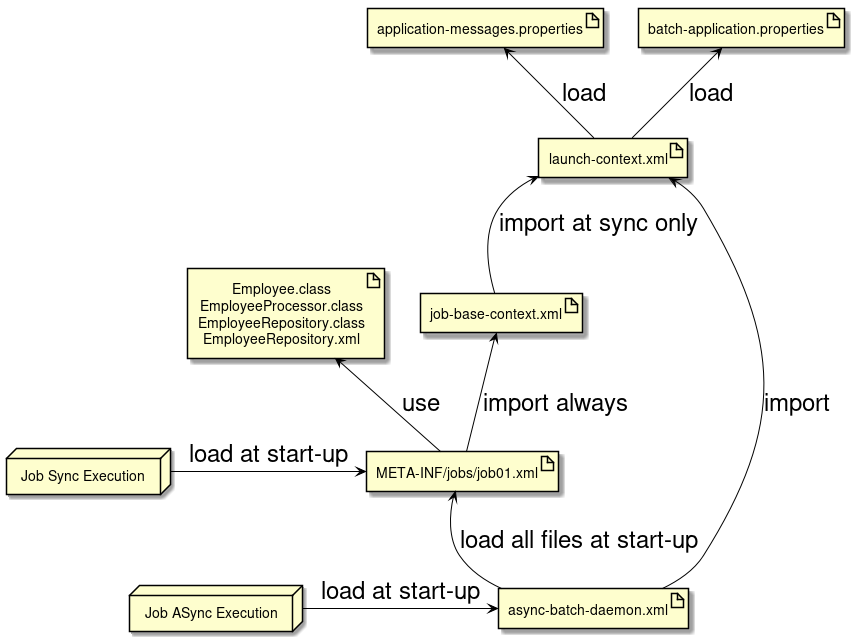 application-messages.properties
batch-application.properties
load
load
launch-context.xml
import at sync only
Employee.class
EmployeeProcessor.class
EmployeeRepository.class
EmployeeRepository.xml
job-base-context.xml
use
import always
import
load at start-up
Job Sync Execution
META-INF/jobs/job01.xml
load all files at start-up
load at start-up
Job ASync Execution
async-batch-daemon.xml